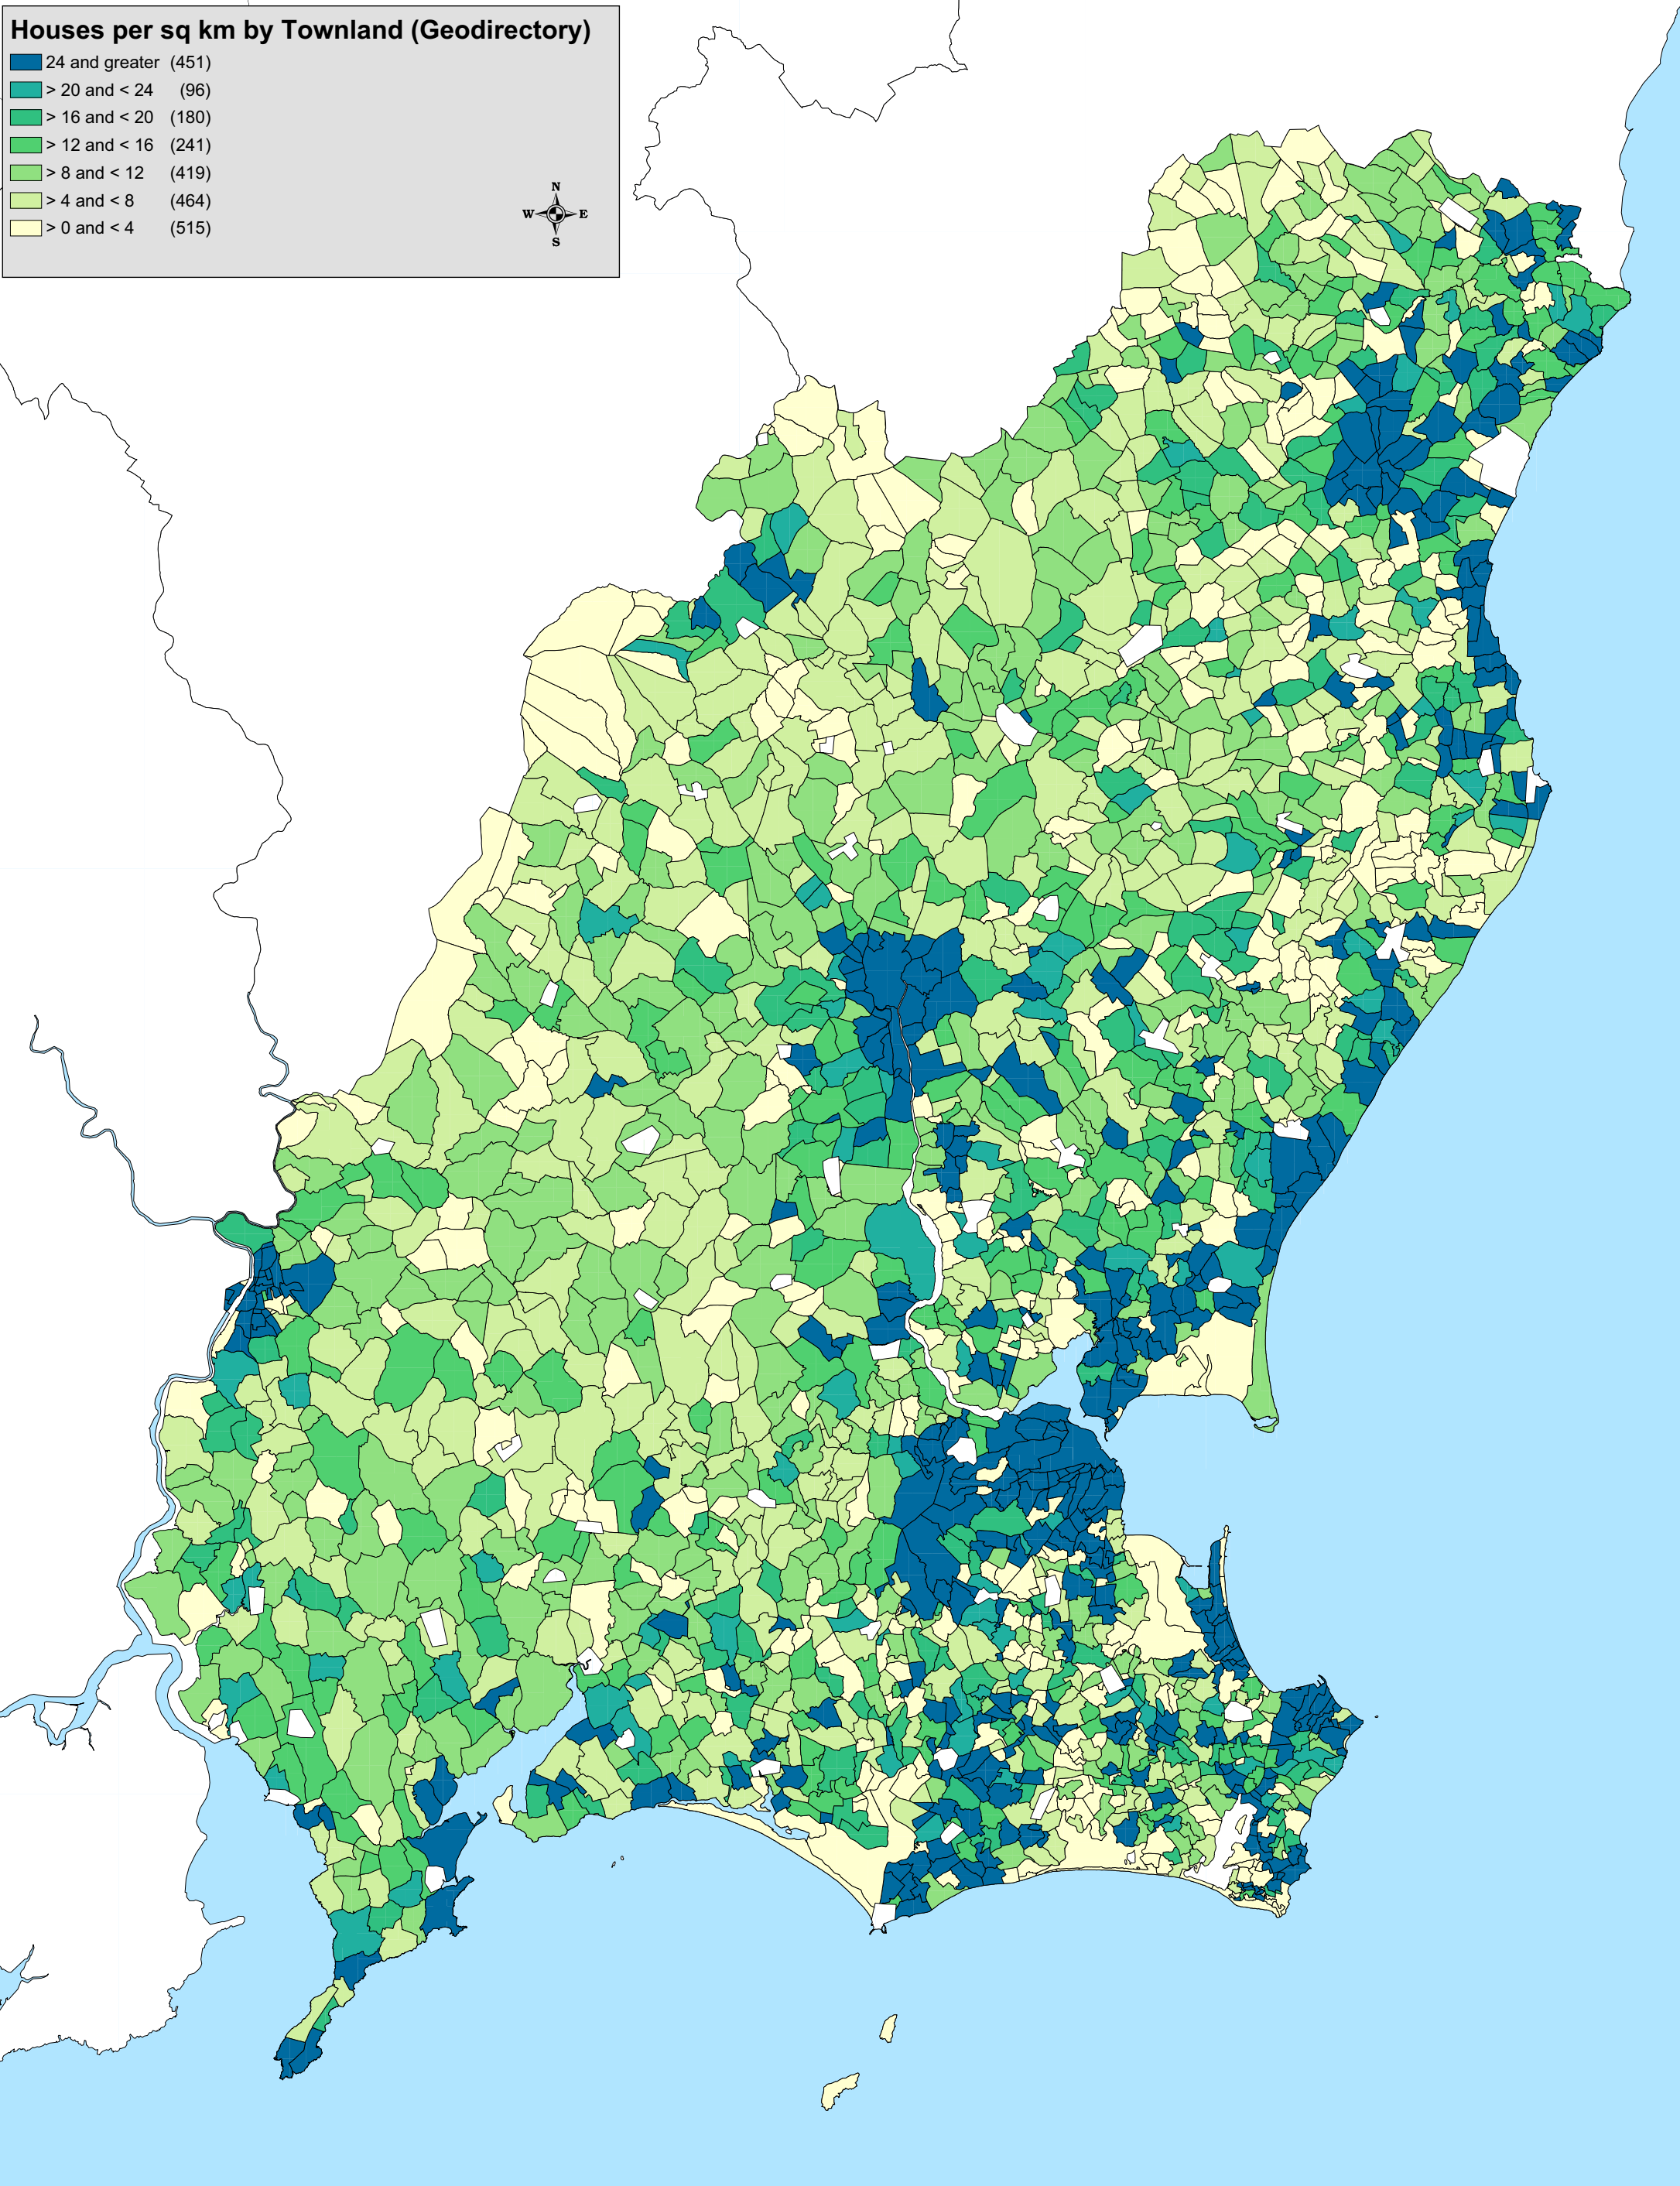 Houses per sq km by Townland (Geodirectory)
24 and greater (451)
> 20 and < 24 (96)
> 16 and < 20 (180)
> 12 and < 16 (241)
> 8 and < 12 (419)
> 4 and < 8 (464)
> 0 and < 4 (515)
N
W E
S